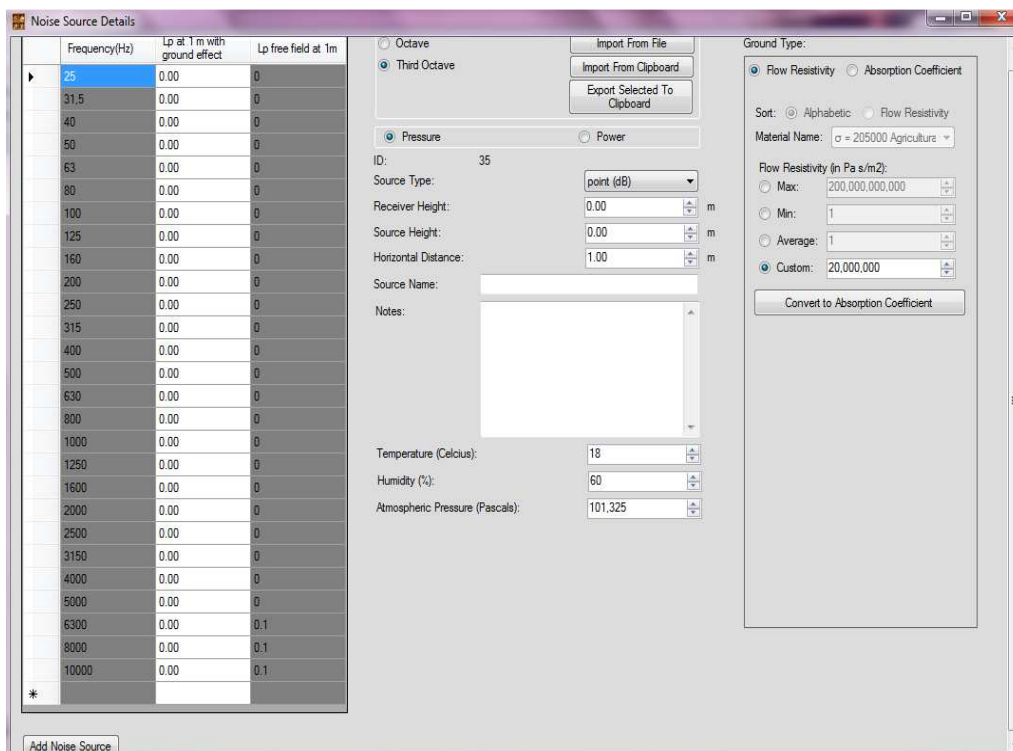 Noise Source Details
Frequency(Hz) Lp at 1 m with ground effect Lp free field at 1m
25 0.00 0
31,5 0.00 0
40 0.00 0
50 0.00 0
63 0.00 0
80 0.00 0
100 0.00 0
125 0.00 0
160 0.00 0
200 0.00 0
250 0.00 0
315 0.00 0
400 0.00 0
500 0.00 0
630 0.00 0
800 0.00 0
1000 0.00 0
1250 0.00 0
1600 0.00 0
2000 0.00 0
2500 0.00 0
3150 0.00 0
4000 0.00 0
5000 0.00 0
6300 0.00 0.1
8000 0.00 0.1
10000 0.00 0.1
Add Noise Source
Octave
Third Octave
Import From File
Import From Clipboard
Export Selected To
Clipboard
Pressure Power
ID: 35
Source Type: point (dB)
Receiver Height: 0.00 m
Source Height: 0.00 m
Horizontal Distance: 1.00 m
Source Name:
Notes:
Temperature (Celcius): 18
Humidity (%): 60
Atmospheric Pressure (Pascals): 101,325
Ground Type:
Flow Resistivity Absorption Coefficient
Sort: Alphabetic Flow Resistivity
Material Name: σ = 205000 Agricultura
Flow Resistivity (in Pa s/m2):
Max: 200,000,000,000
Min: 1
Average: 1
Custom: 20,000,000
Convert to Absorption Coefficient